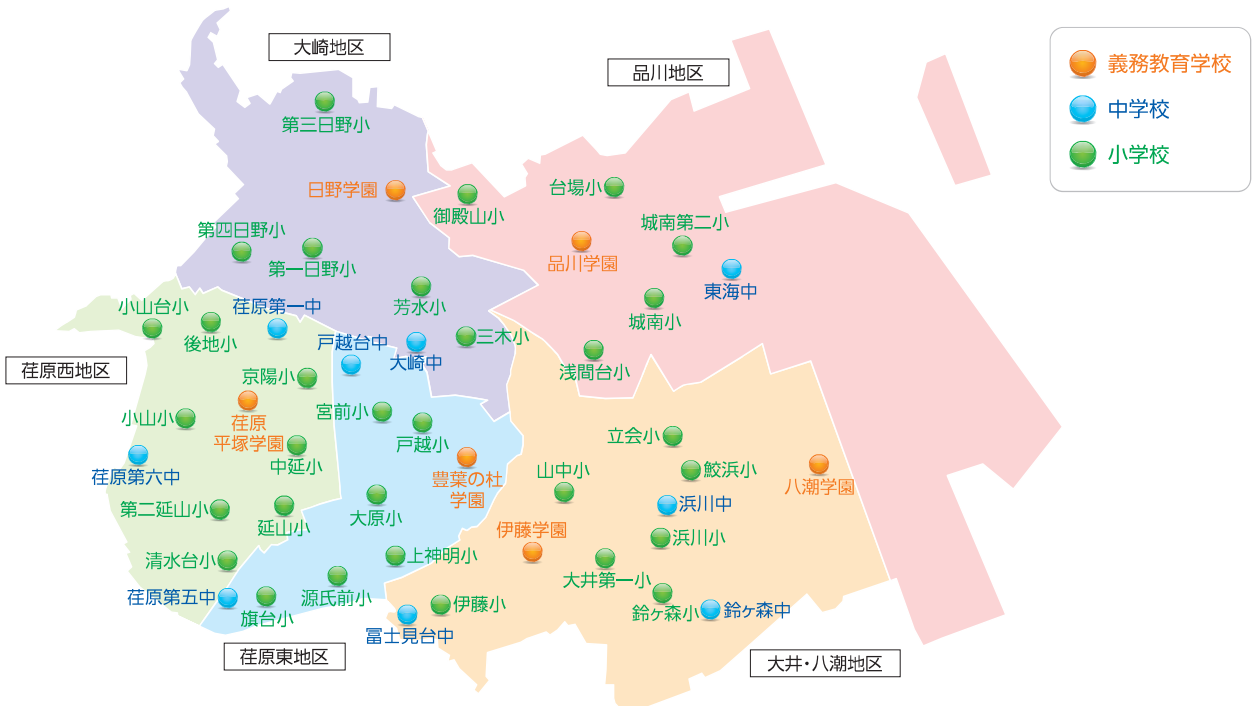 大崎地区
品川地区
義務教育学校
中学校
小学校
第三日野小
日野学園
御殿山小
台場小
第四日野小
第一日野小
城南第二小
品川学園
東海中
芳水小
城南小
小山台小
後地小
荏原第一中
戸越台中
大崎中
三木小
浅間台小
荏原西地区
京陽小
小山小
荏原
平塚学園
宮前小
戸越小
中延小
荏原第六中
豊葉の杜
学園
立会小
鮫浜小
山中小
八潮学園
浜川中
第二延山小
延山小
大原小
伊藤学園
浜川小
清水台小
上神明小
大井第一小
荏原第五中
旗台小
源氏前小
伊藤小
冨士見台中
鈴ヶ森小
鈴ヶ森中
荏原東地区
大井・八潮地区